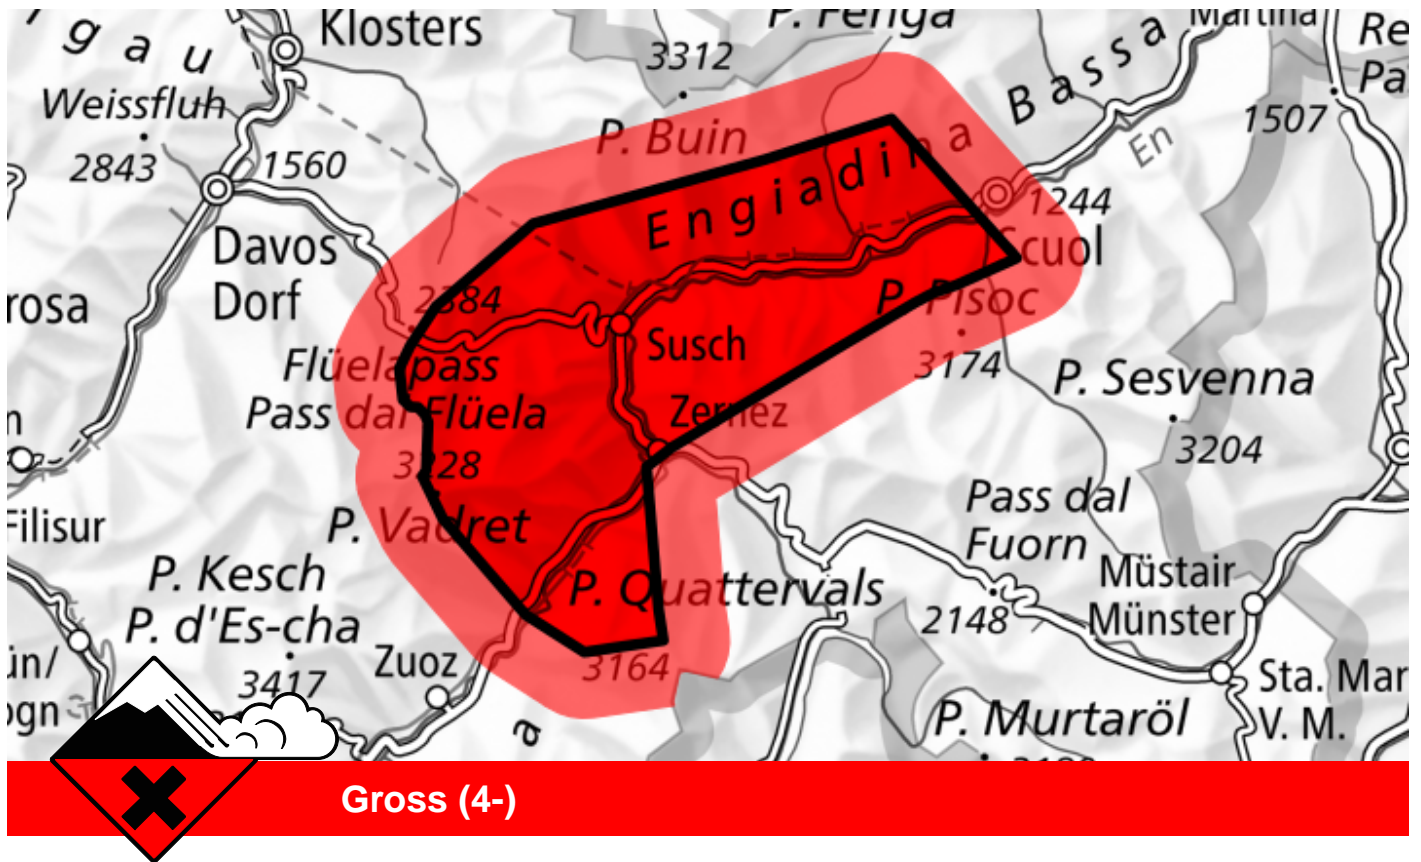 Klosters
P. Fenga
Martina
g a u
3312
Bassa
Weissfluh
P. Buin
1507
2843
1560
Engiadina
En
1244
Davos
Dorf
Scuol
rosa
2384
P. Pisoc
Susch
Flüelapass
3174
P. Sesvenna
Pass dal Flüela
Zernez
3228
3204
Pass dal
Fuorn
Filisur
P. Vadret
P. Kesch
P. Quattervals
Müstair
P. d'Es-cha
2148
Münster
Zuoz
3164
Sta. Mar
3417
V. M.
P. Murtaröl
a
Gross (4-)